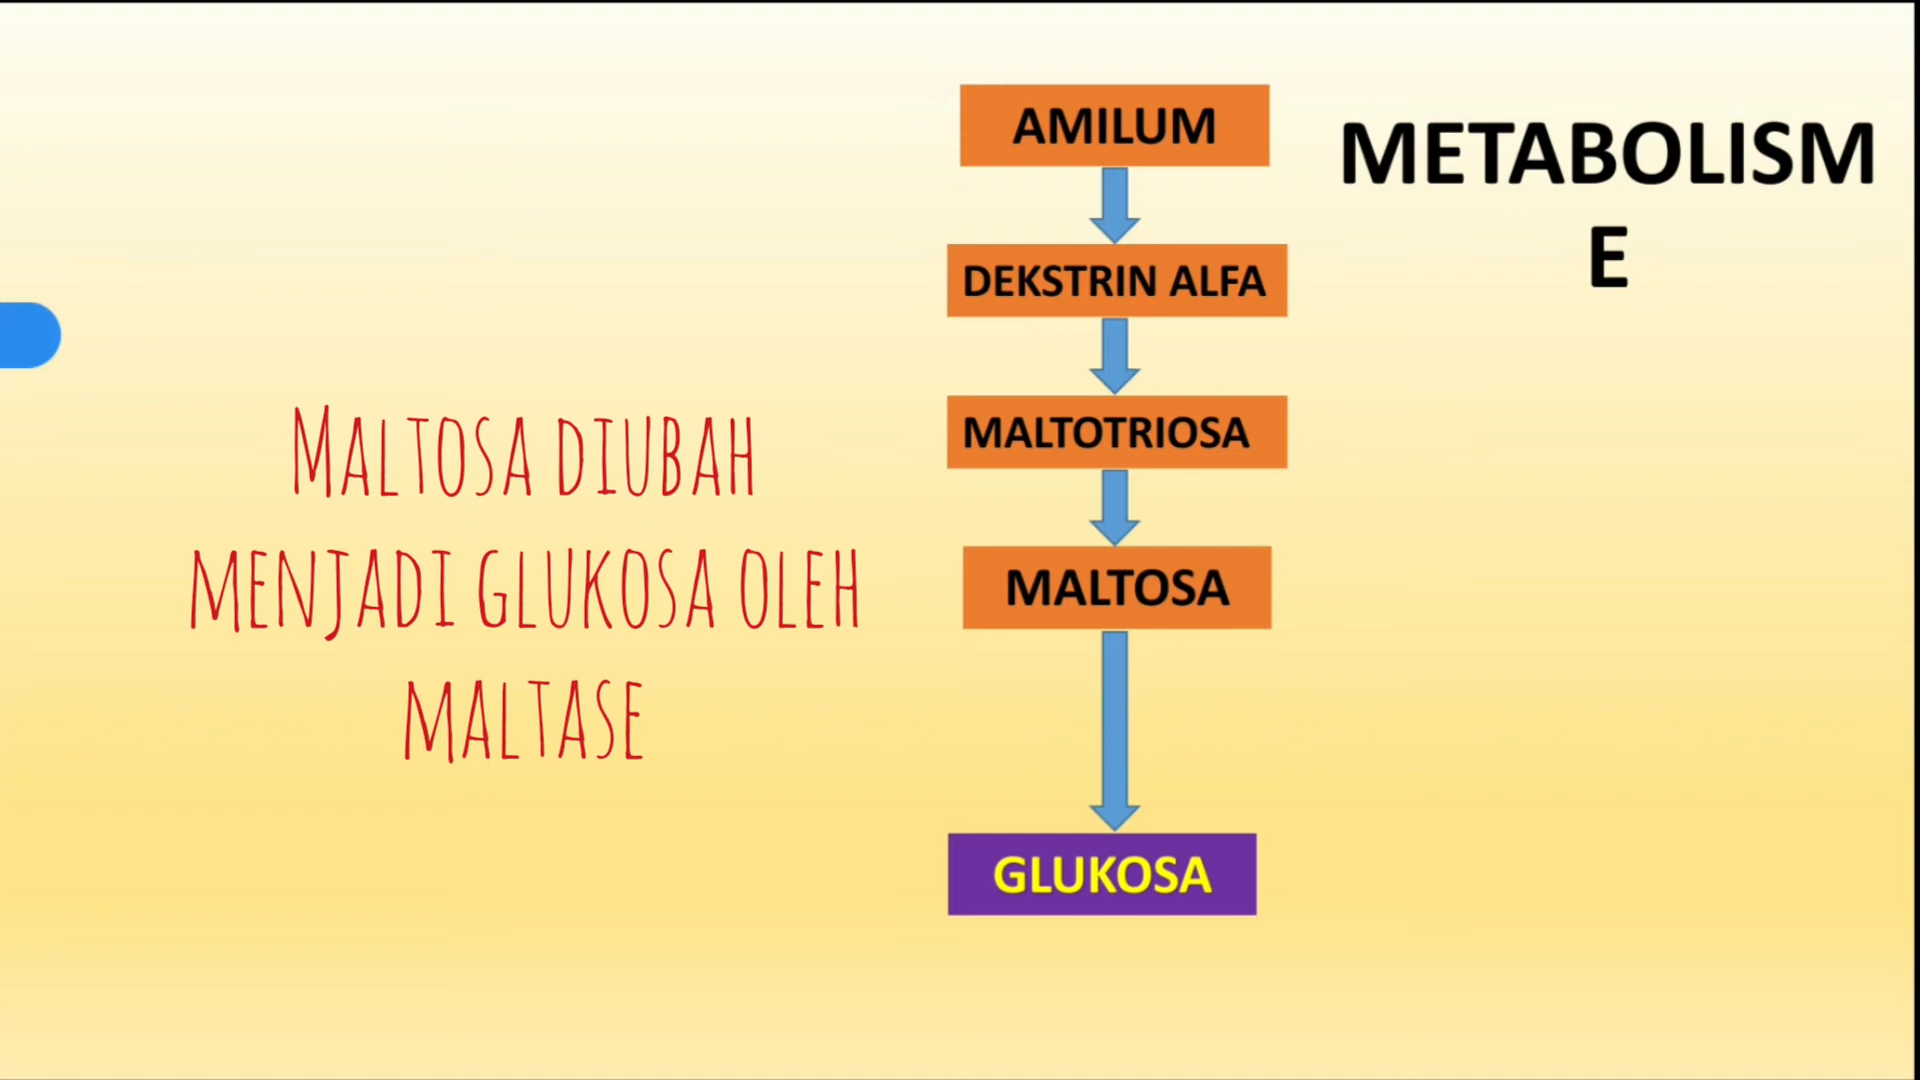 AMILUM
METABOLISM
E
DEKSTRIN ALFA
MALTOTRIOSA
MALTOSA
GLUKOSA
MALTOSA DIUBAH
MENJADI GLUKOSA OLEH
MALTASE